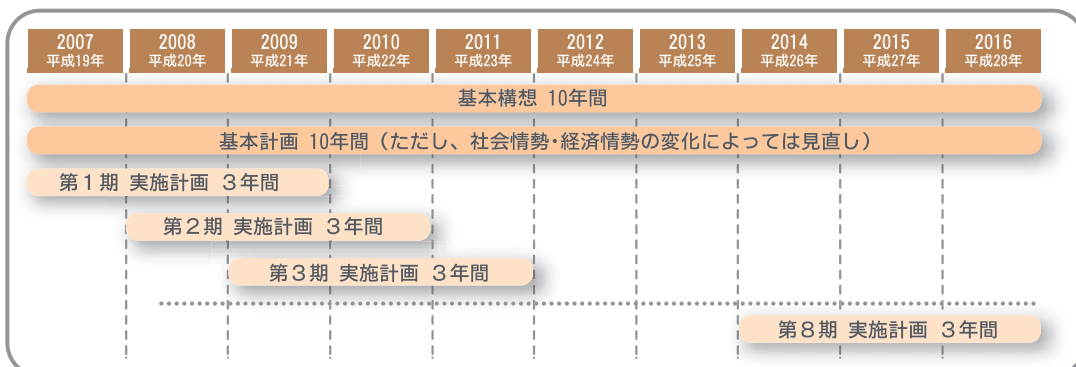 2007 2008 2009 2010 2011 2012 2013 2014 2015 2016
平成19年 平成20年 平成21年 平成22年 平成23年 平成24年 平成25年 平成26年 平成27年 平成28年
基本構想 10年間
基本計画 10年間（ただし、社会情勢・経済情勢の変化によっては見直し）
第１期 実施計画 ３年間
第２期 実施計画 ３年間
第３期 実施計画 ３年間
第８期 実施計画 ３年間